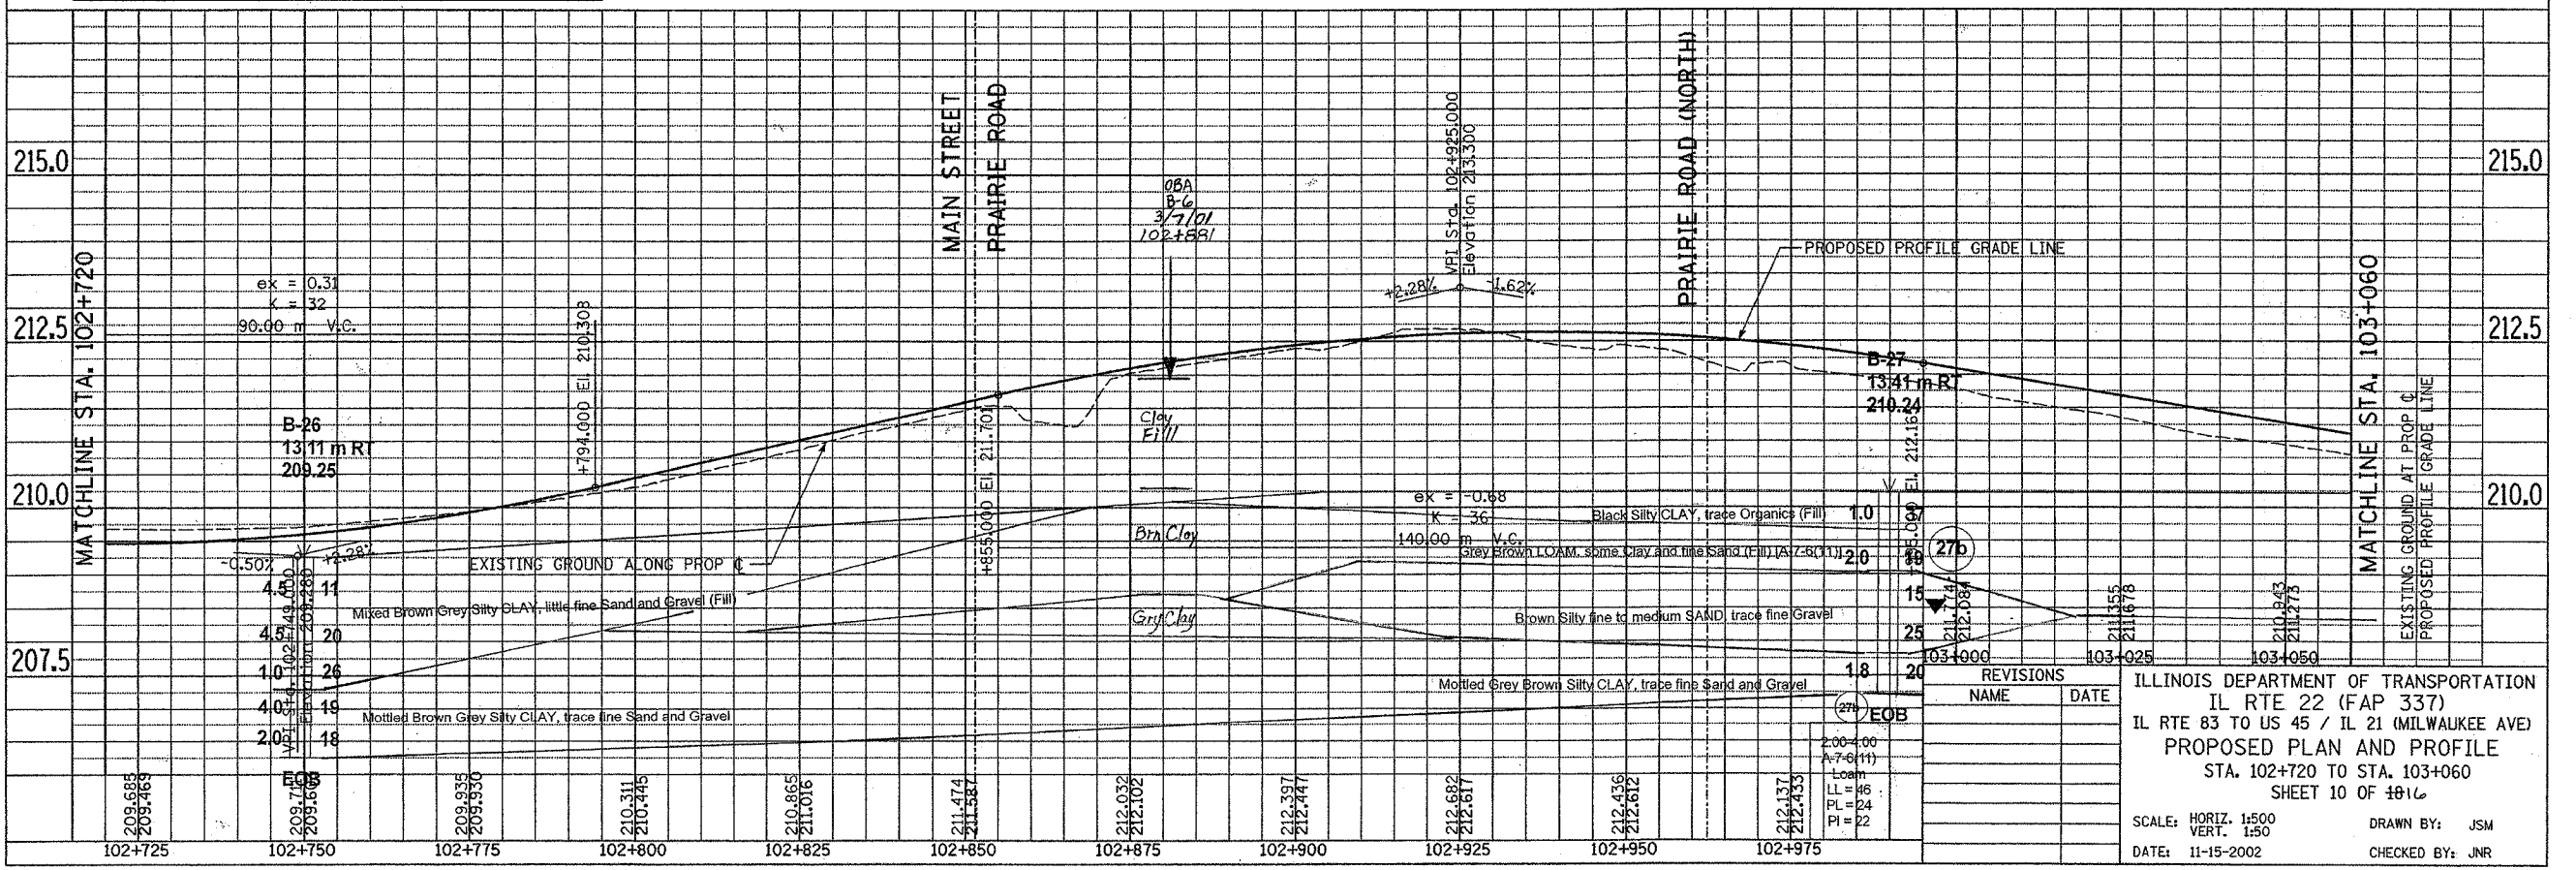 215.0
212.5
210.0
207.5
MATCHLINE STA. 102+720
ex = 0.31
K = 32
90.00 m V.C.
B-26
13.11 m RT
209.25
-0.50%
+2.28%
VPI Sta. 102+749.000
Elevation 209.280
4.5 11
4.5 20
1.0 26
4.0 19
2.0 18
EOB
+794.000 El. 210.308
EXISTING GROUND ALONG PROP ℄
Mixed Brown Grey Silty CLAY, little fine Sand and Gravel (Fill)
Mottled Brown Grey Silty CLAY, trace fine Sand and Gravel
MAIN STREET
PRAIRIE ROAD
+855.000 El. 211.701
OBA
B-6
3/7/01
102+881
Clay
Fill
Brn Clay
Gry Clay
VPI Sta. 102+925.000
Elevation 213.300
+2.28%
-1.62%
ex = -0.68
K = 36
140.00 m V.C.
PRAIRIE ROAD (NORTH)
PROPOSED PROFILE GRADE LINE
B-27
13.41 m RT
210.24
Black Silty CLAY, trace Organics (Fill)
1.0 37
Grey Brown LOAM, some Clay and fine Sand (Fill) [A-7-6(11)]
2.0 19
27b
15
Brown Silty fine to medium SAND, trace fine Gravel
25
1.8 20
Mottled Grey Brown Silty CLAY, trace fine Sand and Gravel
27b
EOB
2.00-4.00
A-7-6(11)
Loam
LL = 46
PL = 24
PI = 22
MATCHLINE STA. 103+060
EXISTING GROUND AT PROP ℄
PROPOSED PROFILE GRADE LINE
215.0
212.5
210.0
211.774
212.084
211.355
211.678
210.943
211.273
103+000
103+025
103+050
209.685
209.469
209.935
209.930
210.311
210.445
210.865
211.016
211.474
211.587
212.032
212.102
212.397
212.447
212.682
212.617
212.436
212.612
212.137
212.433
102+725
102+750
102+775
102+800
102+825
102+850
102+875
102+900
102+925
102+950
102+975
REVISIONS
NAME DATE
ILLINOIS DEPARTMENT OF TRANSPORTATION
IL RTE 22 (FAP 337)
IL RTE 83 TO US 45 / IL 21 (MILWAUKEE AVE)
PROPOSED PLAN AND PROFILE
STA. 102+720 TO STA. 103+060
SHEET 10 OF 18 16
SCALE: HORIZ. 1:500
VERT. 1:50
DRAWN BY: JSM
DATE: 11-15-2002
CHECKED BY: JNR